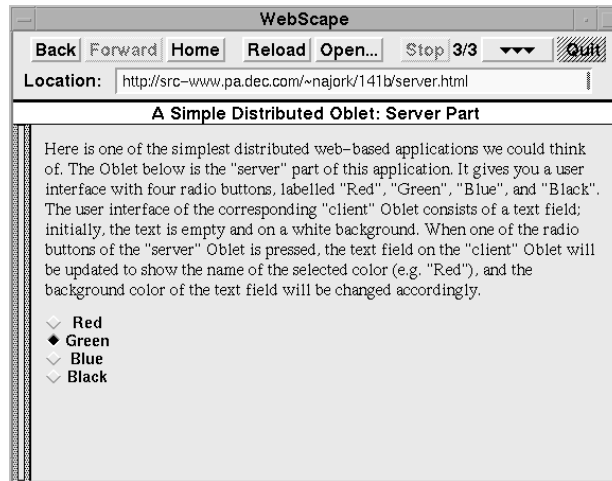 WebScape
Back Forward Home Reload Open... Stop 3/3 Quit
Location: http://src-www.pa.dec.com/~najork/141b/server.html
A Simple Distributed Oblet: Server Part
Here is one of the simplest distributed web-based applications we could think
of. The Oblet below is the "server" part of this application. It gives you a user
interface with four radio buttons, labelled "Red", "Green", "Blue", and "Black".
The user interface of the corresponding "client" Oblet consists of a text field;
initially, the text is empty and on a white background. When one of the radio
buttons of the "server" Oblet is pressed, the text field on the "client" Oblet will
be updated to show the name of the selected color (e.g. "Red"), and the
background color of the text field will be changed accordingly.
Red
Green
Blue
Black